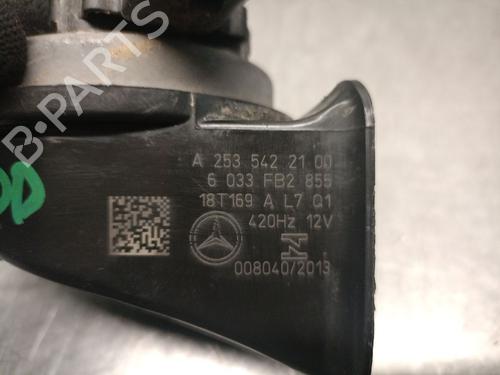 B-PARTS
A 253 542 21 00
6 033 FB2 855
18T169 A L7 Q1
420Hz 12V
008040/2013